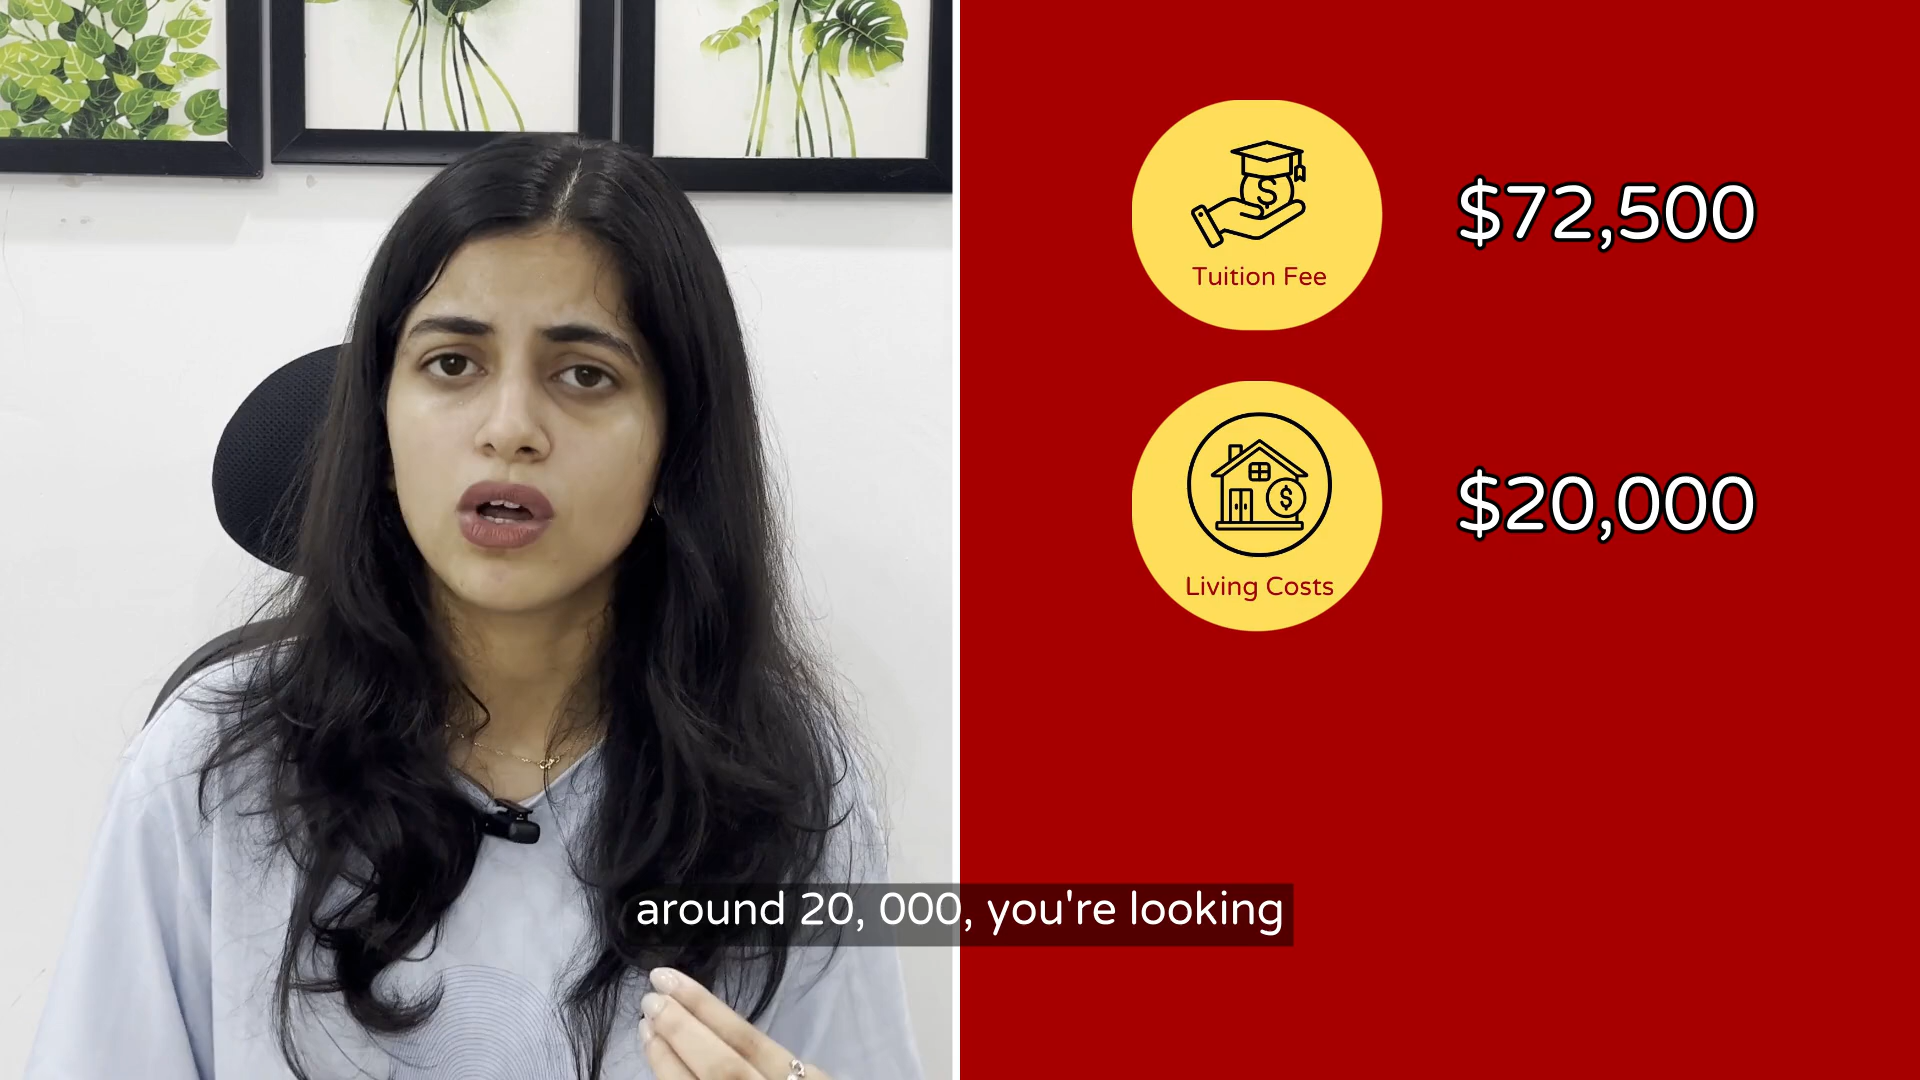 Tuition Fee
$72,500
Living Costs
$20,000
around 20, 000, you're looking